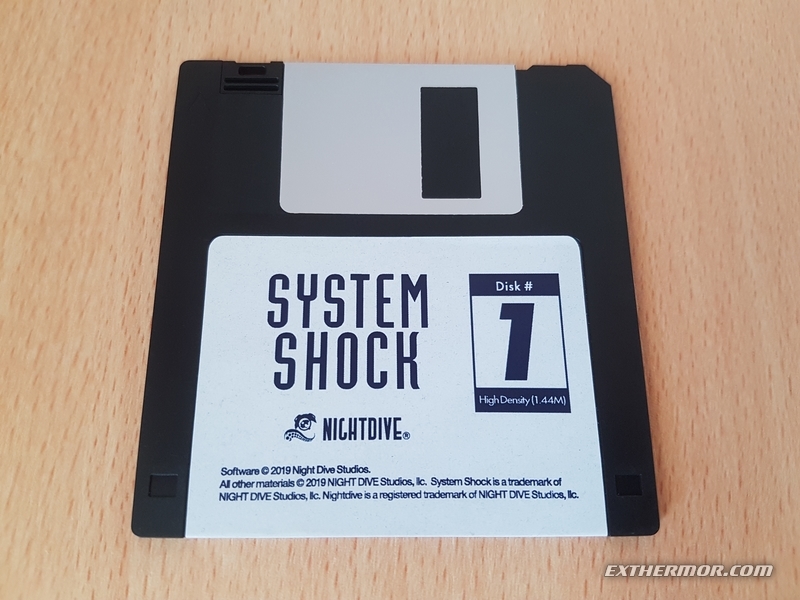 SYSTEM
SHOCK
Disk #
1
High Density (1.44M)
NIGHTDIVE®
Software © 2019 Night Dive Studios.
All other materials © 2019 NIGHT DIVE Studios, llc. System Shock is a trademark of
NIGHT DIVE Studios, llc. Nightdive is a registered trademark of NIGHT DIVE Studios, llc.
EXTHERMOR.COM